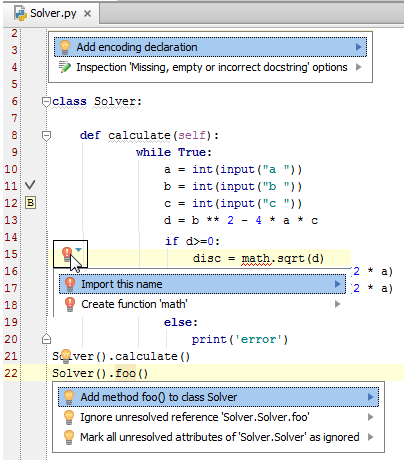 Solver.py ×
2
3 Add encoding declaration
4 Inspection 'Missing, empty or incorrect docstring' options
5
6 class Solver:
7
8 def calculate(self):
9 while True:
10 a = int(input("a "))
11 b = int(input("b "))
12 B c = int(input("c "))
13 d = b ** 2 - 4 * a * c
14 if d>=0:
15 disc = math.sqrt(d)
16 2 * a)
17 Import this name 2 * a)
18 Create function 'math'
19 else:
20 print('error')
21 Solver().calculate()
22 Solver().foo()
Add method foo() to class Solver
Ignore unresolved reference 'Solver.Solver.foo'
Mark all unresolved attributes of 'Solver.Solver' as ignored